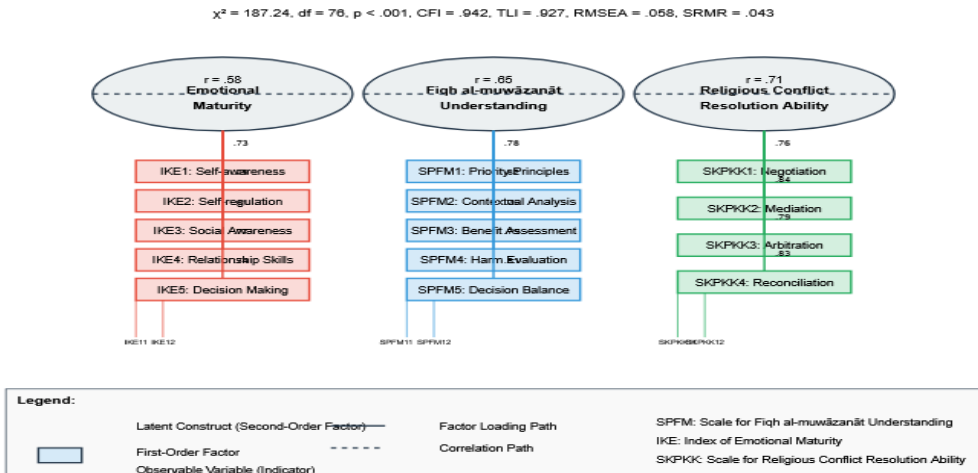 χ² = 187.24, df = 76, p < .001, CFI = .942, TLI = .927, RMSEA = .058, SRMR = .043
r = .58
Emotional
Maturity
r = .65
Fiqh al-muwāzanāt
Understanding
r = .71
Religious Conflict
Resolution Ability
.73
.78
.76
IKE1: Self-awareness
IKE2: Self-regulation
IKE3: Social Awareness
IKE4: Relationship Skills
IKE5: Decision Making
SPFM1: Priority Principles
SPFM2: Contextual Analysis
SPFM3: Benefit Assessment
SPFM4: Harm Evaluation
SPFM5: Decision Balance
SKPKK1: Negotiation
.84
SKPKK2: Mediation
.79
SKPKK3: Arbitration
.83
SKPKK4: Reconciliation
IKE11 IKE12
SPFM11 SPFM12
SKPKK12
Legend:
Latent Construct (Second-Order Factor)
First-Order Factor
Observable Variable (Indicator)
Factor Loading Path
Correlation Path
SPFM: Scale for Fiqh al-muwāzanāt Understanding
IKE: Index of Emotional Maturity
SKPKK: Scale for Religious Conflict Resolution Ability